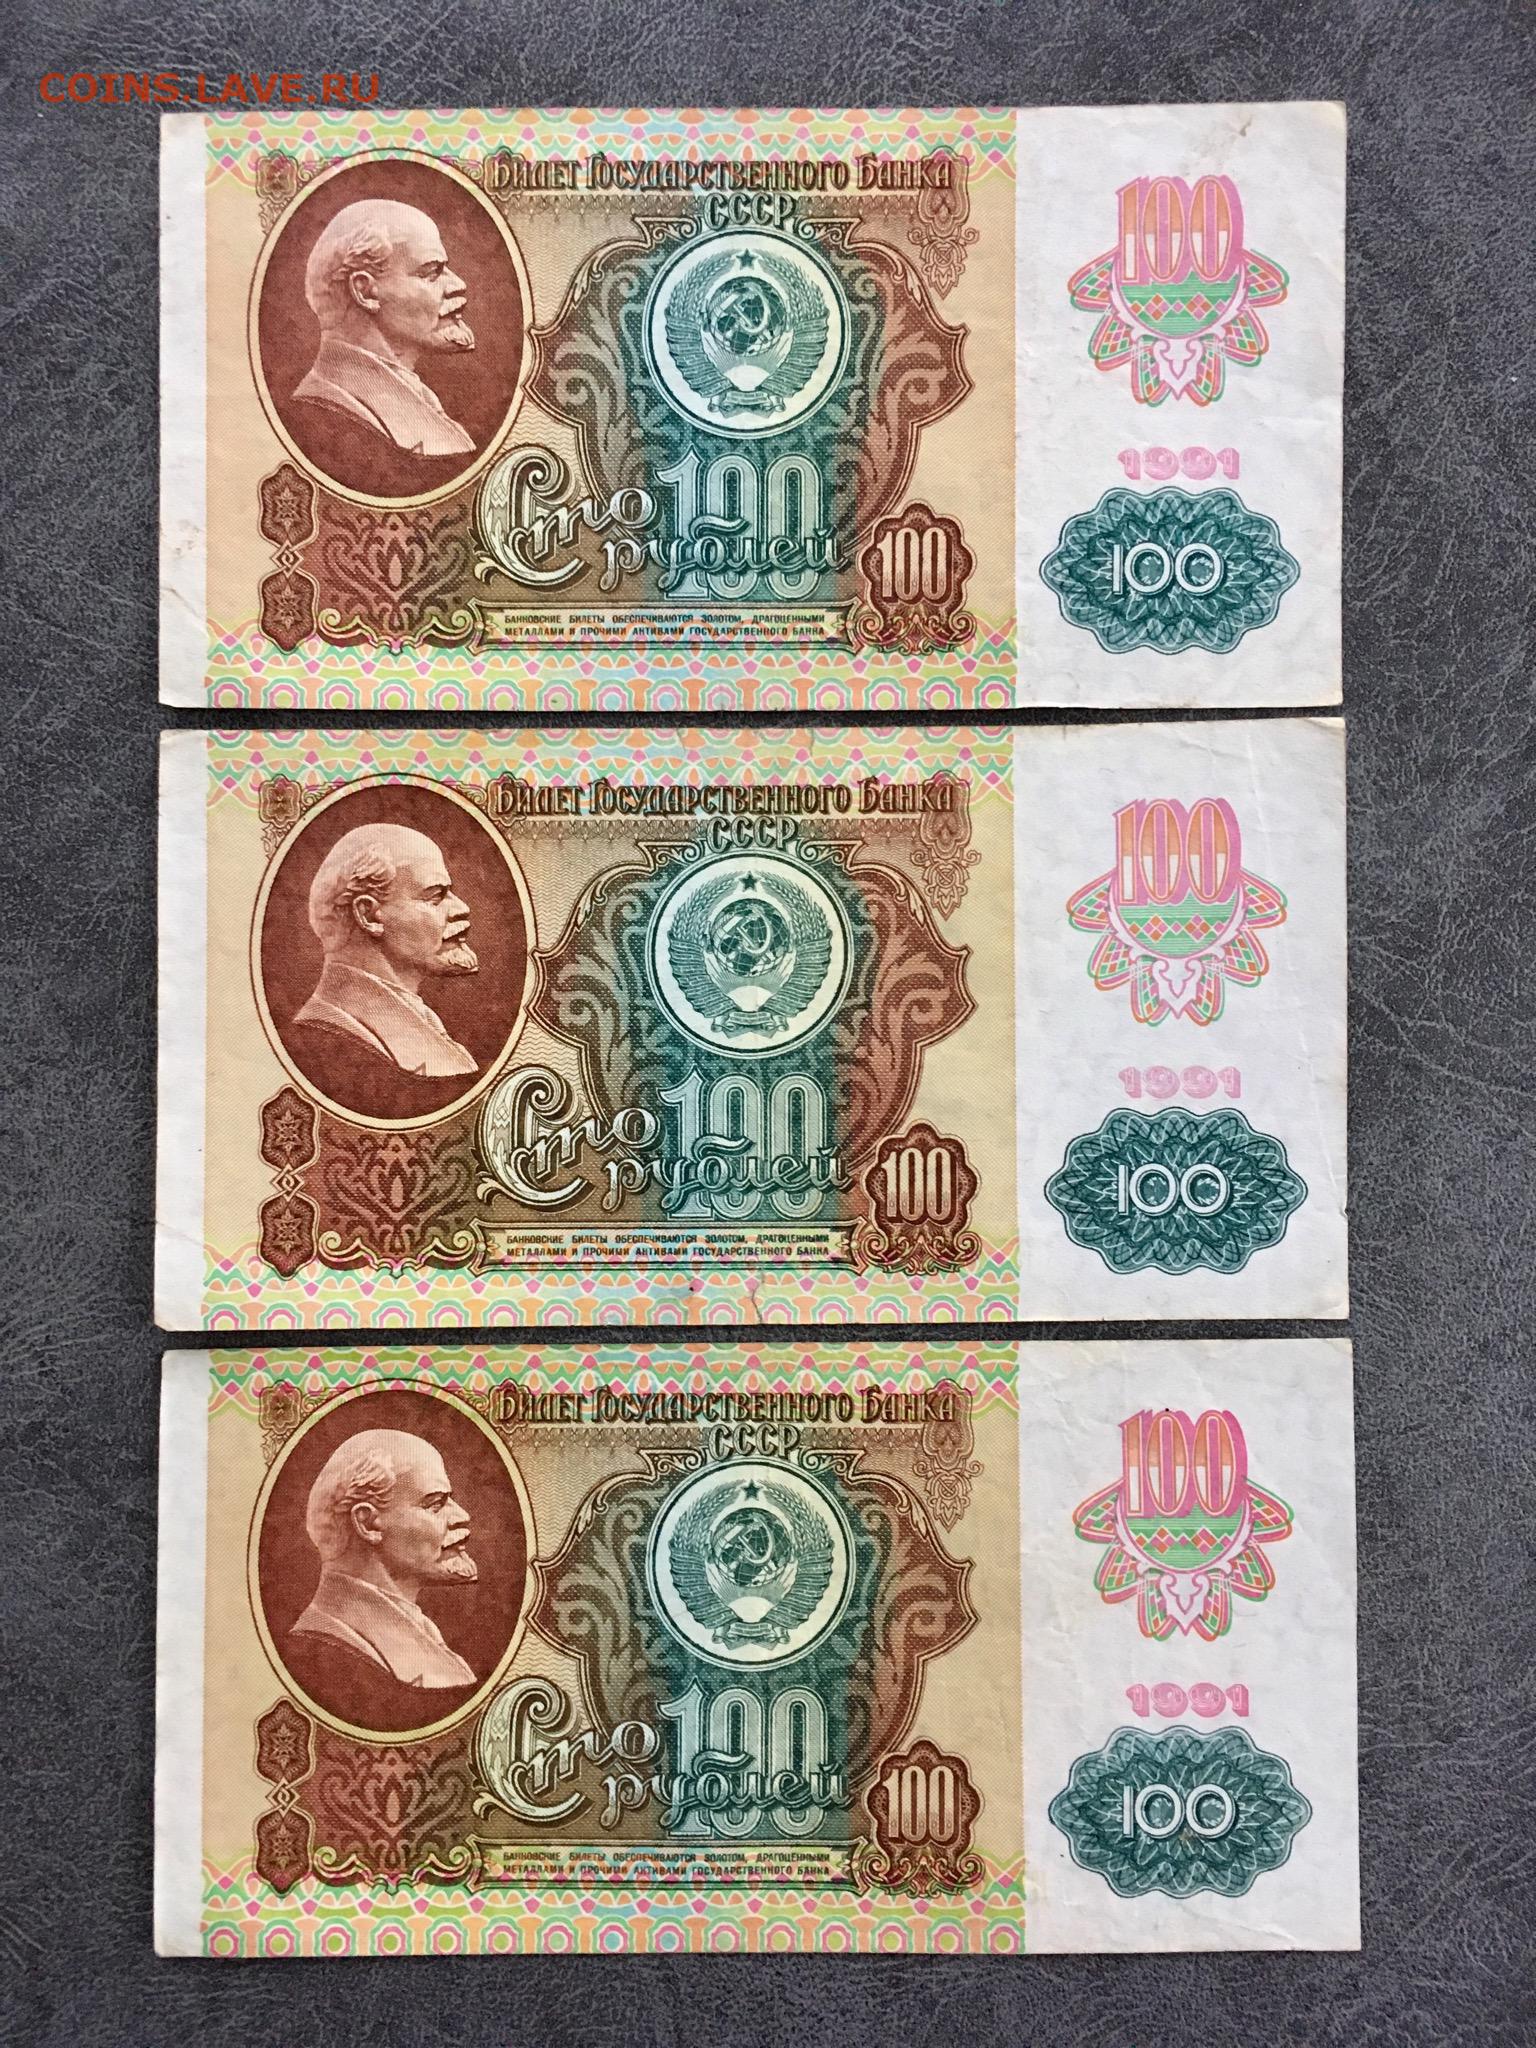 COINS.LAVE.RU
Билет Государственного Банка
СССР
100
1991
100
Сто рублей
100
100
100
Банковские билеты обеспечиваются золотом, драгоценными
металлами и прочими активами Государственного банка
Билет Государственного Банка
СССР
100
1991
100
Сто рублей
100
100
100
Банковские билеты обеспечиваются золотом, драгоценными
металлами и прочими активами Государственного банка
Билет Государственного Банка
СССР
100
1991
100
Сто рублей
100
100
100
Банковские билеты обеспечиваются золотом, драгоценными
металлами и прочими активами Государственного банка